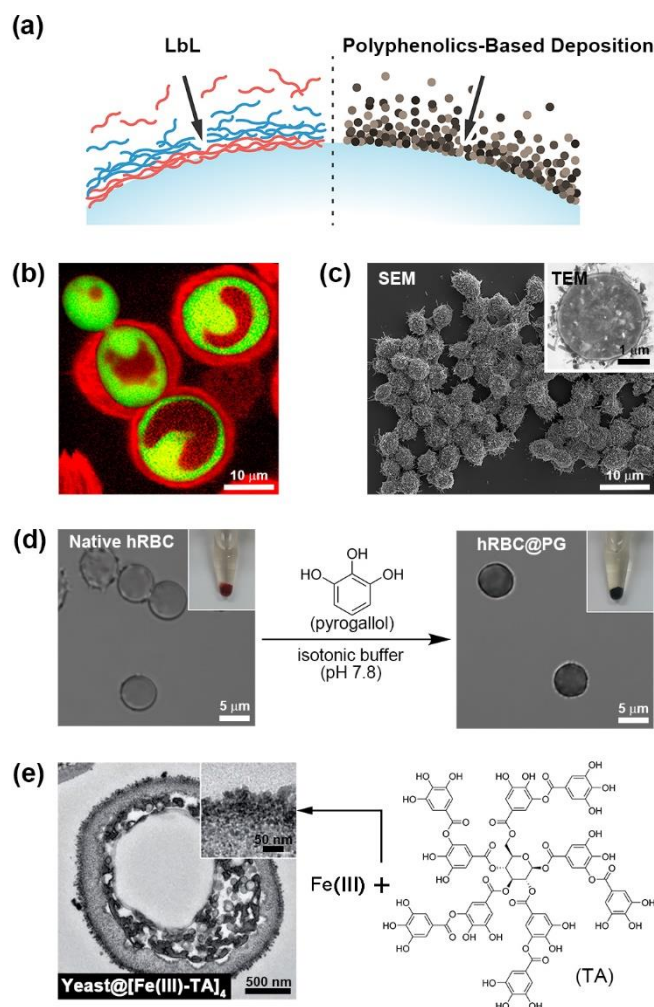 (a)
LbL
Polyphenolics-Based Deposition
(b)
10 μm
(c)
SEM
TEM
1 μm
10 μm
(d)
Native hRBC
5 μm
OH
HO
OH
(pyrogallol)
isotonic buffer
(pH 7.8)
hRBC@PG
5 μm
(e)
50 nm
Yeast@[Fe(III)-TA]4
500 nm
Fe(III) +
(TA)